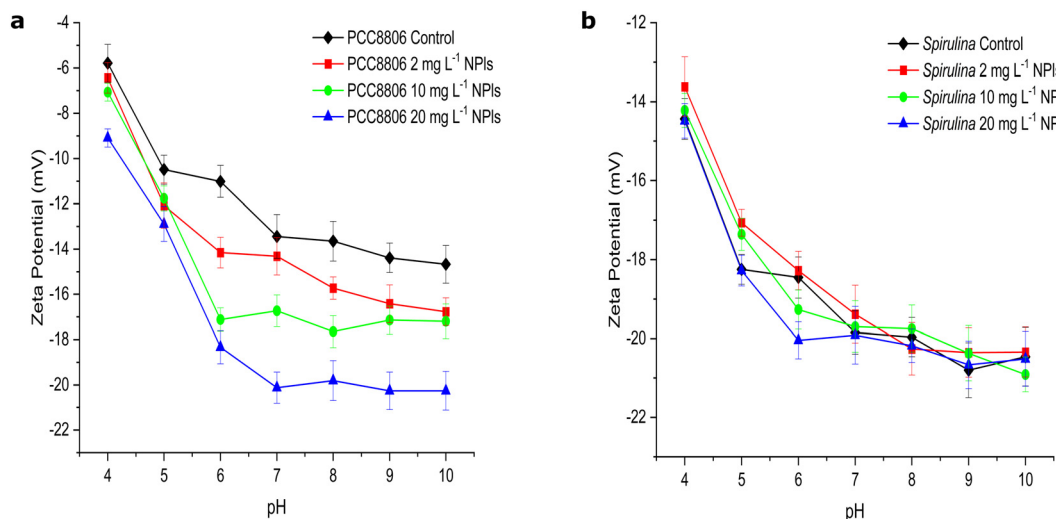 a
PCC8806 Control
PCC8806 2 mg L⁻¹ NPls
PCC8806 10 mg L⁻¹ NPls
PCC8806 20 mg L⁻¹ NPls
Zeta Potential (mV)
-4
-6
-8
-10
-12
-14
-16
-18
-20
-22
4 5 6 7 8 9 10
pH
b
Spirulina Control
Spirulina 2 mg L⁻¹ NPls
Spirulina 10 mg L⁻¹ NP
Spirulina 20 mg L⁻¹ NP
Zeta Potential (mV)
-12
-14
-16
-18
-20
-22
4 5 6 7 8 9 10
pH